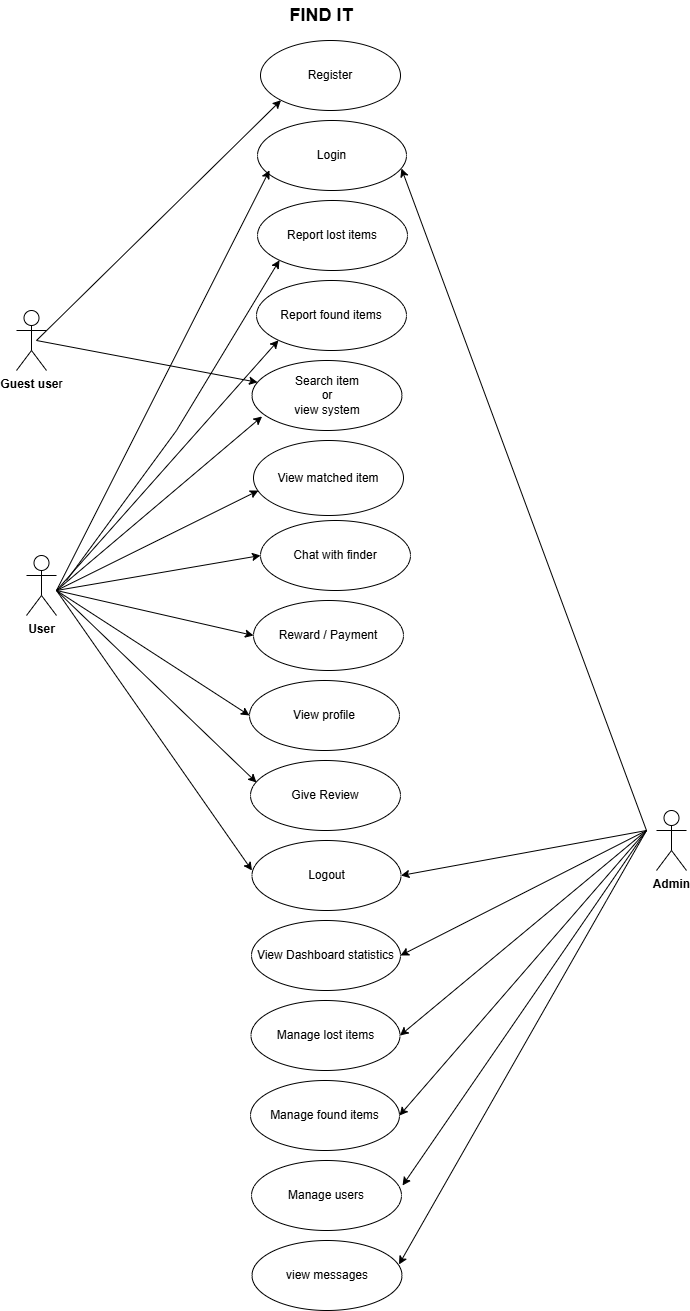 FIND IT
Register
Login
Report lost items
Report found items
Guest user
Search item
or
view system
View matched item
Chat with finder
User
Reward / Payment
View profile
Give Review
Logout
Admin
View Dashboard statistics
Manage lost items
Manage found items
Manage users
view messages